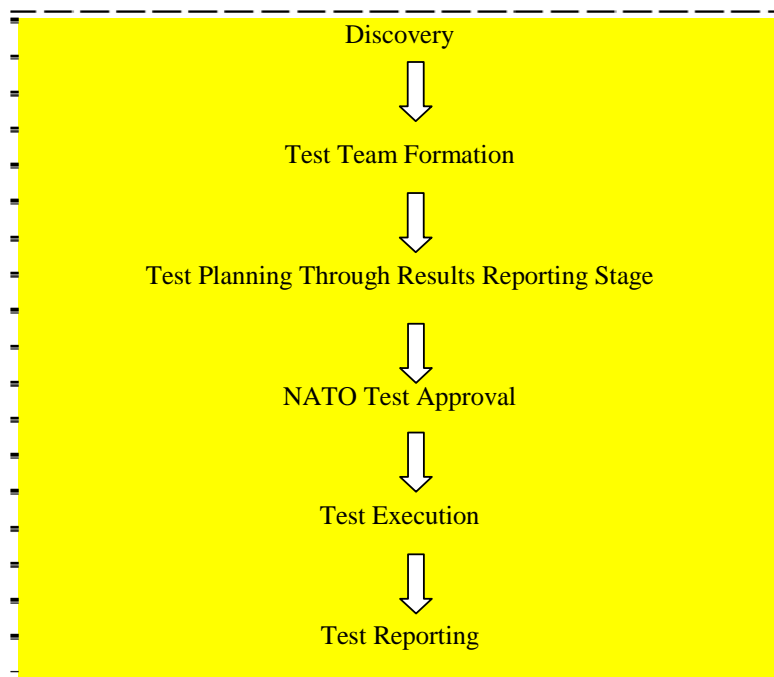 Discovery
Test Team Formation
Test Planning Through Results Reporting Stage
NATO Test Approval
Test Execution
Test Reporting